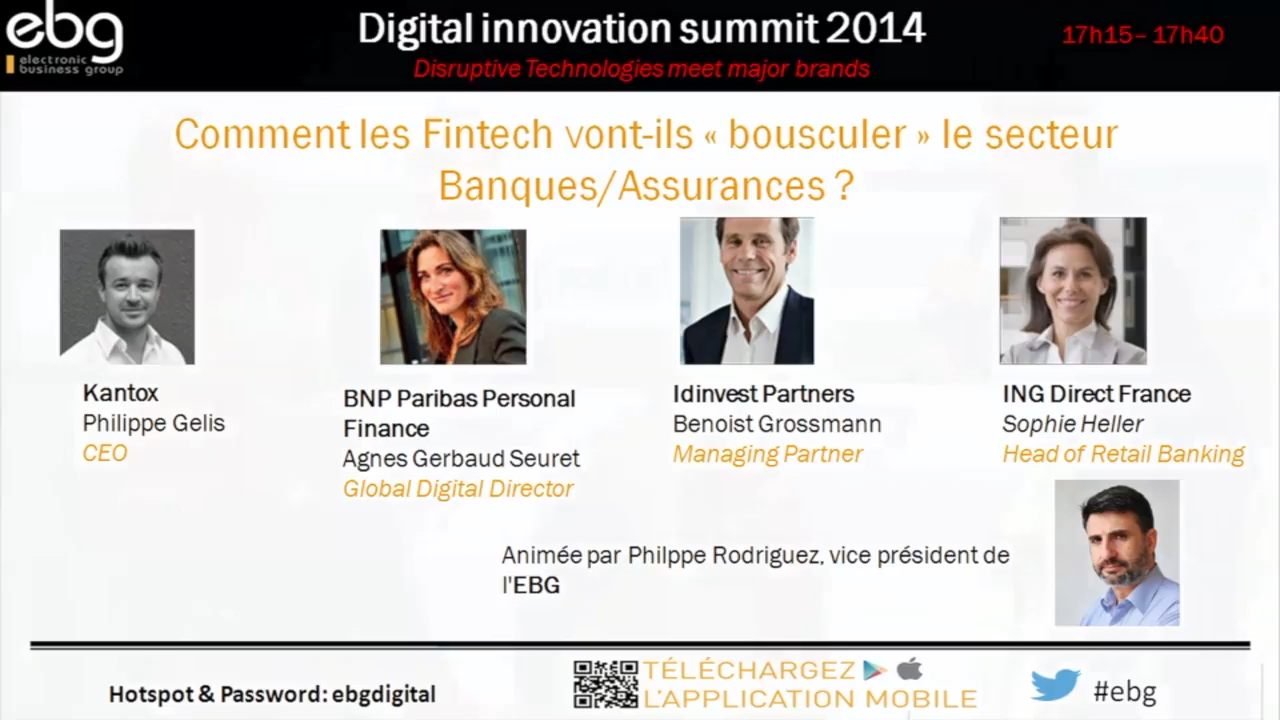 ebg
electronic
business group
Digital innovation summit 2014
Disruptive Technologies meet major brands
17h15 – 17h40
Comment les Fintech vont-ils « bousculer » le secteur
Banques/Assurances ?
Kantox
Philippe Gelis
CEO
BNP Paribas Personal
Finance
Agnes Gerbaud Seuret
Global Digital Director
Idinvest Partners
Benoist Grossmann
Managing Partner
ING Direct France
Sophie Heller
Head of Retail Banking
Animée par Philppe Rodriguez, vice président de
l'EBG
Hotspot & Password: ebgdigital
TÉLÉCHARGEZ
L'APPLICATION MOBILE
#ebg